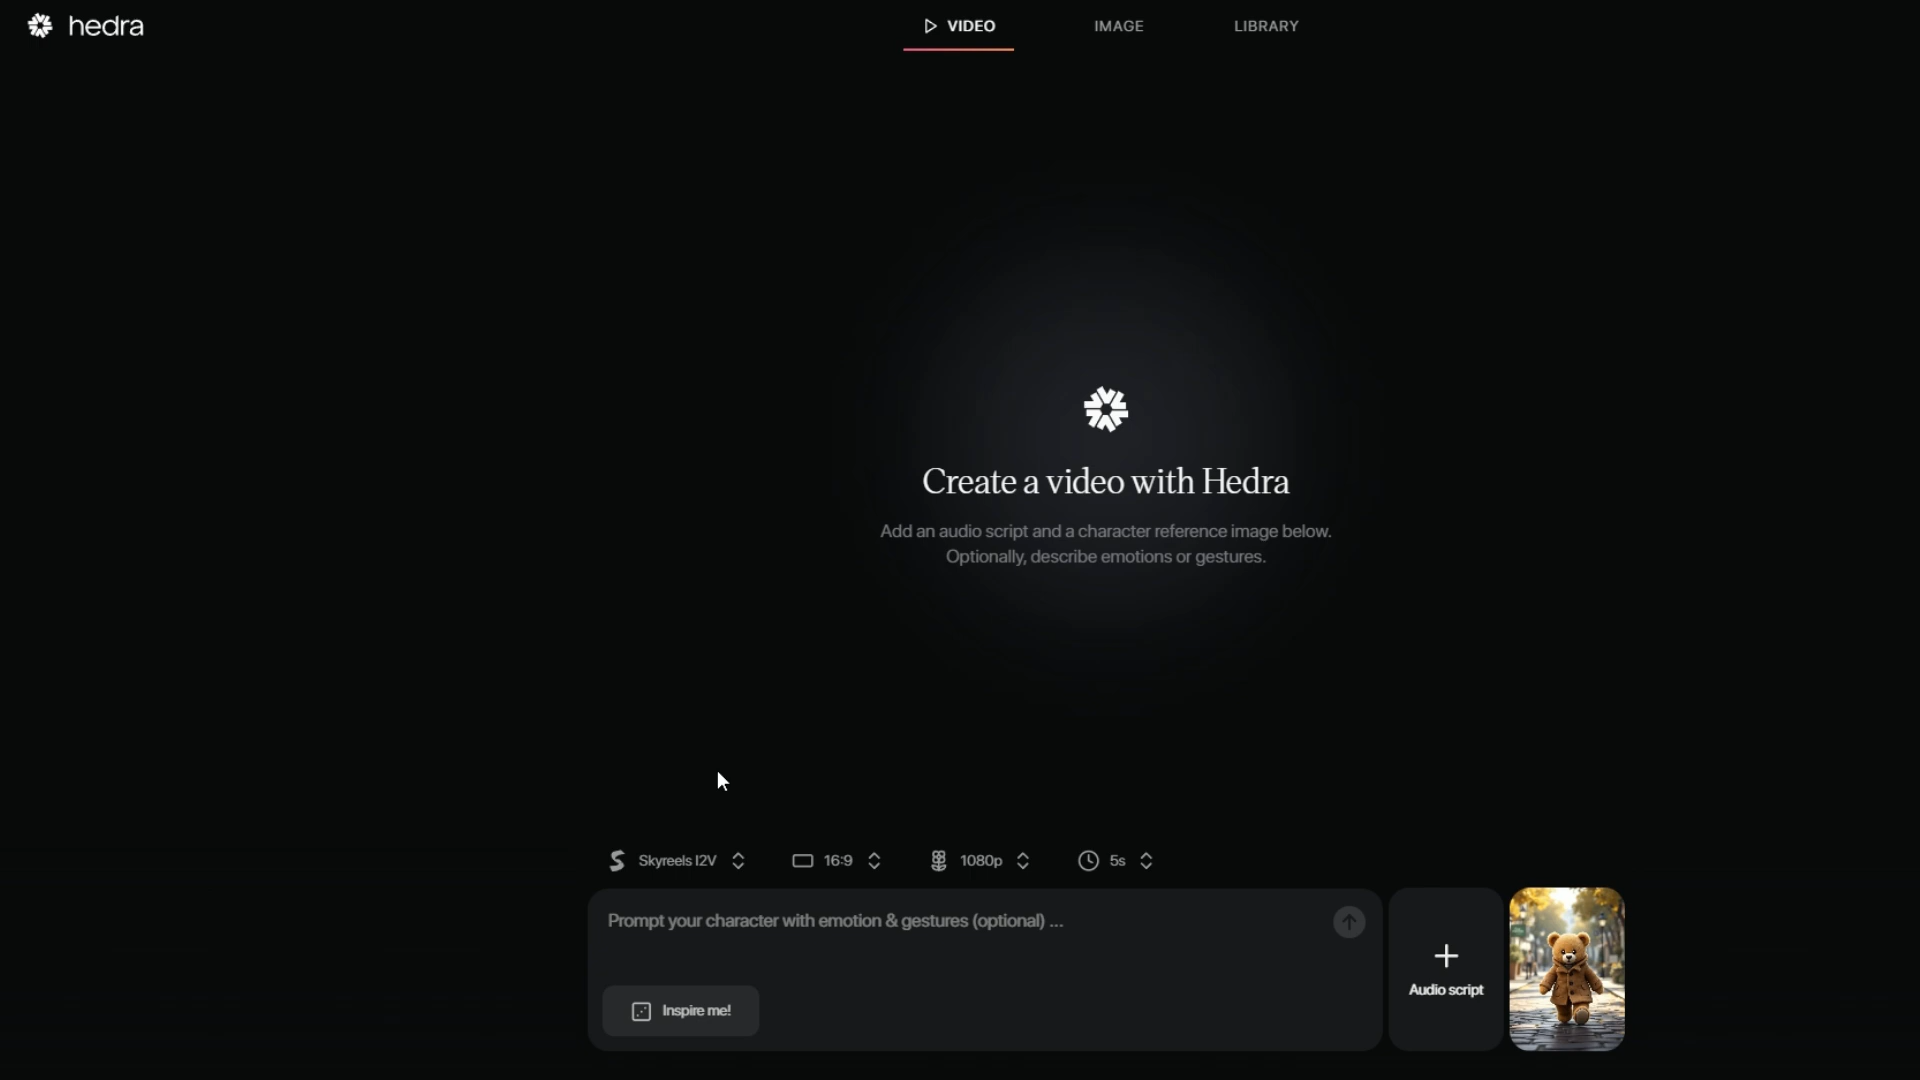 hedra
VIDEO
IMAGE
LIBRARY
Create a video with Hedra
Add an audio script and a character reference image below.
Optionally, describe emotions or gestures.
Skyreels I2V
16:9
1080p
5s
Prompt your character with emotion & gestures (optional) ...
Inspire me!
Audio script